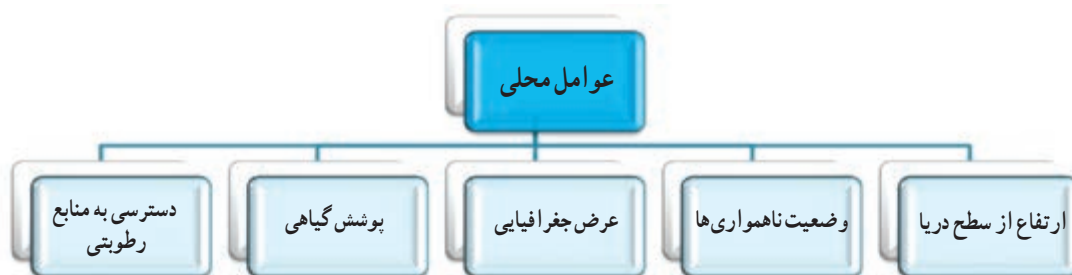 عوامل محلی
ارتفاع از سطح دریا
وضعیت ناهمواری‌ها
عرض جغرافیایی
پوشش گیاهی
دسترسی به منابع
رطوبتی